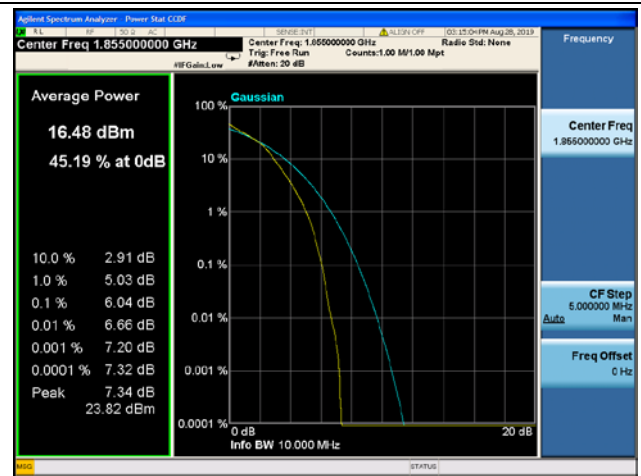 Agilent Spectrum Analyzer Power Stat CCDF
RL RF 50 Ω AC SENSE:INT ALIGN OFF 03:15:04PM Aug 28, 2019
Center Freq 1.855000000 GHz
Center Freq: 1.855000000 GHz Radio Std: None
Trig: Free Run Counts:1.00 M/1.00 Mpt
#IFGain:Low #Atten: 20 dB
Frequency
Average Power
16.48 dBm
45.19 % at 0dB
10.0 % 2.91 dB
1.0 % 5.03 dB
0.1 % 6.04 dB
0.01 % 6.66 dB
0.001 % 7.20 dB
0.0001 % 7.32 dB
Peak 7.34 dB
23.82 dBm
Gaussian
100 %
10 %
1 %
0.1 %
0.01 %
0.001 %
0.0001 %
0 dB 20 dB
Info BW 10.000 MHz
Center Freq
1.855000000 GHz
CF Step
5.000000 MHz
Auto Man
Freq Offset
0 Hz
MSG STATUS